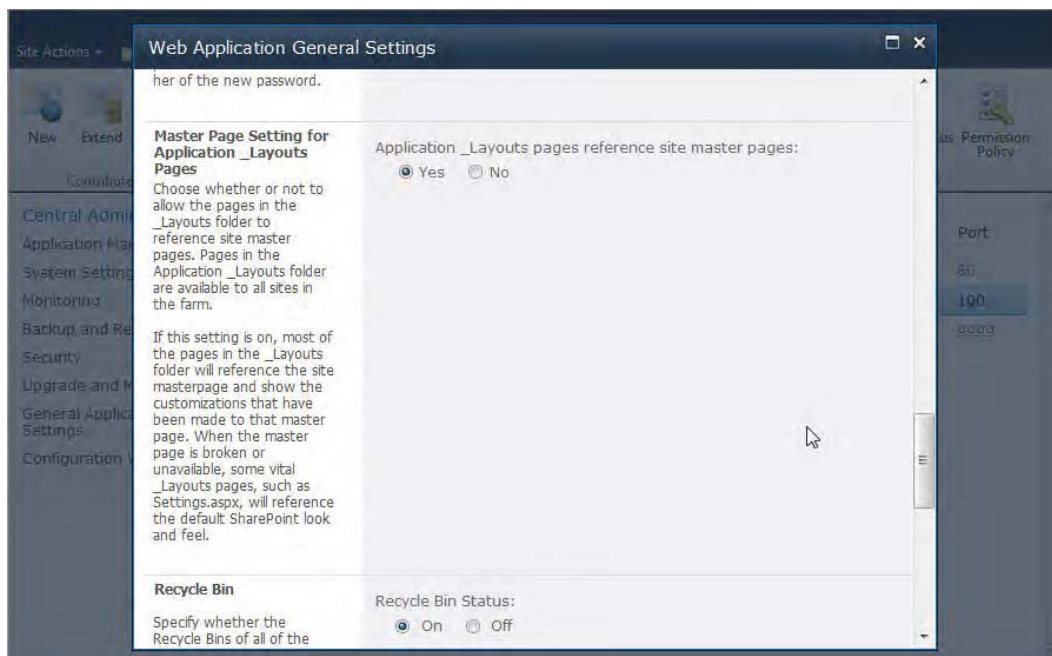 Web Application General Settings
Site Actions
New
Extend
Contribute
Central Admi
Application Ma
System Setting
Monitoring
Backup and Re
Security
Upgrade and M
General Applica
Settings
Configuration W
her of the new password.
Master Page Setting for
Application _Layouts
Pages
Choose whether or not to
allow the pages in the
_Layouts folder to
reference site master
pages. Pages in the
Application _Layouts folder
are available to all sites in
the farm.
If this setting is on, most of
the pages in the _Layouts
folder will reference the site
masterpage and show the
customizations that have
been made to that master
page. When the master
page is broken or
unavailable, some vital
_Layouts pages, such as
Settings.aspx, will reference
the default SharePoint look
and feel.
Application _Layouts pages reference site master pages:
Yes No
Recycle Bin
Specify whether the
Recycle Bins of all of the
Recycle Bin Status:
On Off
us Permission
Policy
Port
80
100